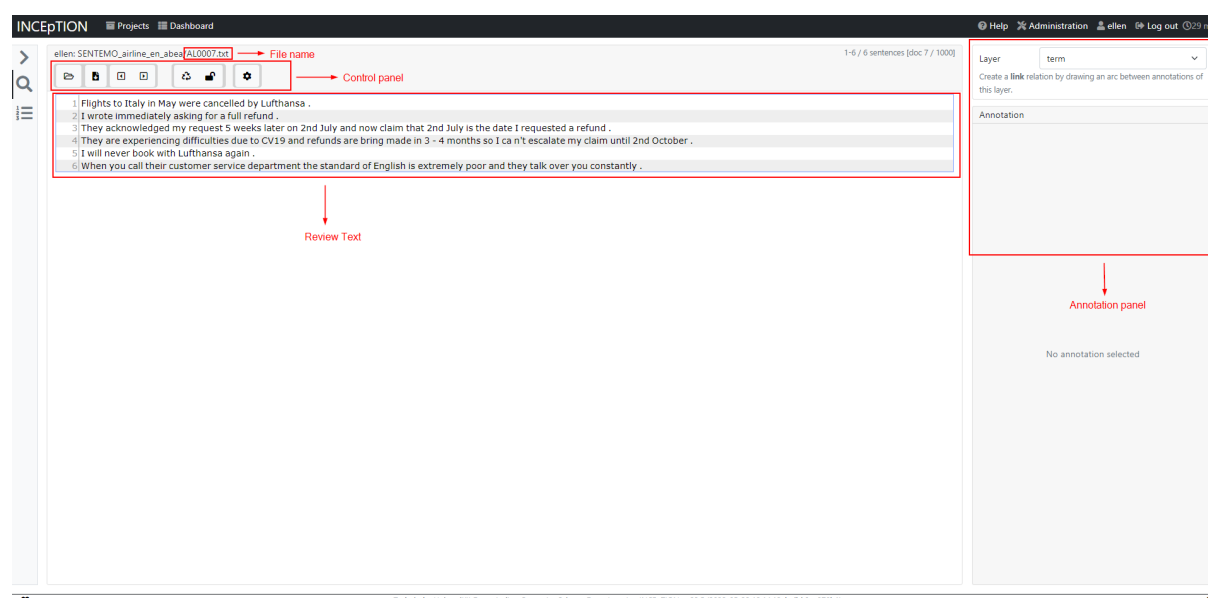 INCEpTION Projects Dashboard Help Administration ellen Log out 29 m
ellen: SENTEMO_airline_en_abea/AL0007.txt File name 1-6 / 6 sentences [doc 7 / 1000]
Control panel
1 Flights to Italy in May were cancelled by Lufthansa .
2 I wrote immediately asking for a full refund .
3 They acknowledged my request 5 weeks later on 2nd July and now claim that 2nd July is the date I requested a refund .
4 They are experiencing difficulties due to CV19 and refunds are bring made in 3 - 4 months so I ca n't escalate my claim until 2nd October .
5 I will never book with Lufthansa again .
6 When you call their customer service department the standard of English is extremely poor and they talk over you constantly .
Review Text
Layer term
Create a link relation by drawing an arc between annotations of
this layer.
Annotation
Annotation panel
No annotation selected